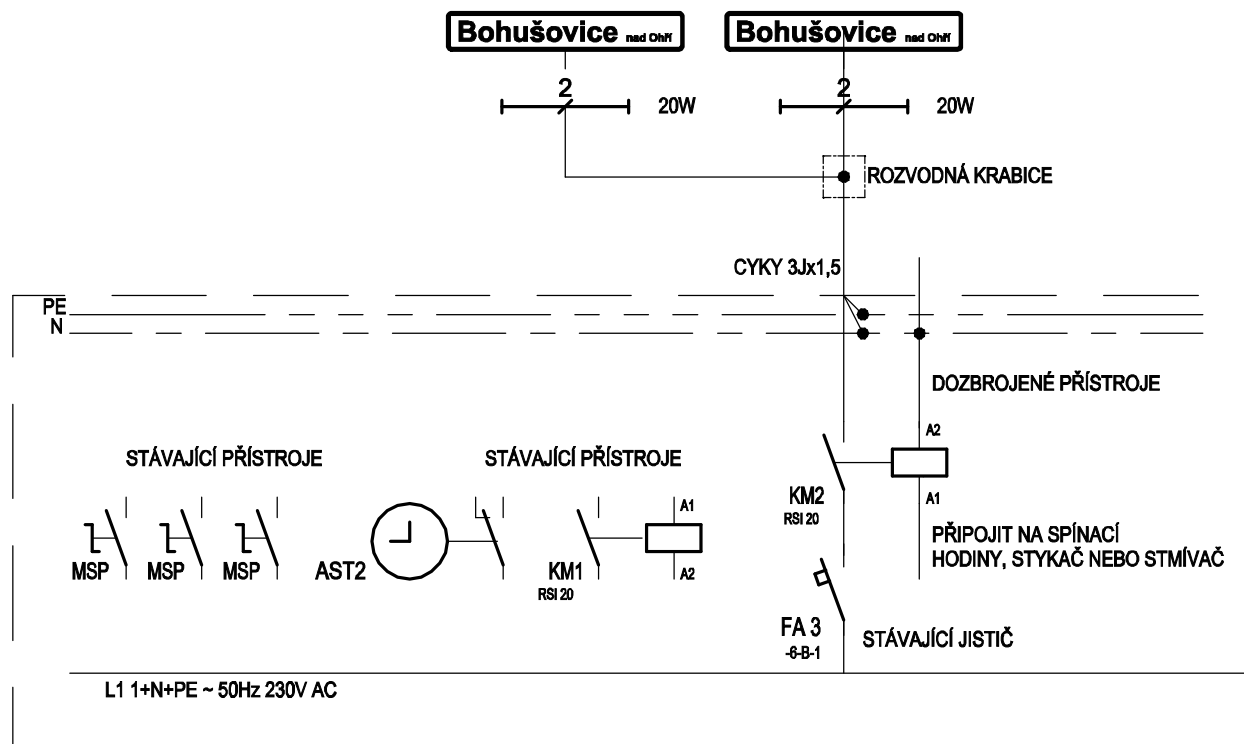 Bohušovice nad Ohří
Bohušovice nad Ohří
2
20W
2
20W
ROZVODNÁ KRABICE
CYKY 3Jx1,5
PE
N
DOZBROJENÉ PŘÍSTROJE
A2
STÁVAJÍCÍ PŘÍSTROJE
STÁVAJÍCÍ PŘÍSTROJE
KM2
RSI 20
A1
A1
PŘIPOJIT NA SPÍNACÍ
HODINY, STYKAČ NEBO STMÍVAČ
MSP
MSP
MSP
AST2
KM1
RSI 20
A2
FA 3
-6-B-1
STÁVAJÍCÍ JISTIČ
L1 1+N+PE ~ 50Hz 230V AC